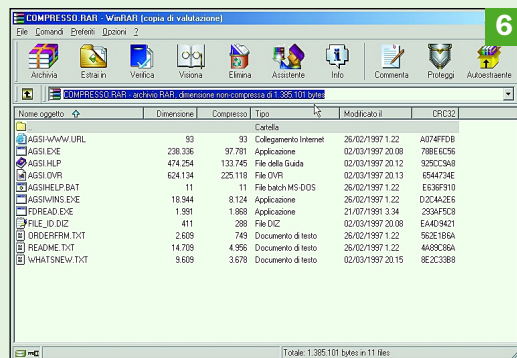 COMPRESSO.RAR - WinRAR (copia di valutazione)
6
File Comandi Preferiti Opzioni ?
Archivia Estrai in Verifica Visiona Elimina Assistente Info Commenta Proteggi Autoestraente
COMPRESSO.RAR - archivio RAR, dimensione non-compressa di 1.385.101 bytes
Nome oggetto Dimensione Compresso Tipo Modificato il CRC32
.. Cartella
AGSI-WWW.URL 93 93 Collegamento Internet 26/02/1997 1.22 A074FFDB
AGSI.EXE 238.336 97.781 Applicazione 02/03/1997 20.08 78BE6C56
AGSI.HLP 474.254 133.745 File della Guida 02/03/1997 20.12 925CC9A8
AGSI.OVR 624.134 225.118 File OVR 02/03/1997 20.13 6544734E
AGSIHELP.BAT 11 11 File batch MS-DOS 26/02/1997 1.22 E636F910
AGSIWINS.EXE 18.944 8.124 Applicazione 26/02/1997 1.22 D2C4A2E6
FDREAD.EXE 1.991 1.868 Applicazione 21/07/1991 3.34 293AF5C8
FILE_ID.DIZ 411 288 File DIZ 02/03/1997 20.08 EA4D9421
ORDERFRM.TXT 2.609 749 Documento di testo 26/02/1997 1.22 562E1B6A
README.TXT 14.709 4.956 Documento di testo 26/02/1997 1.22 4A89C86A
WHATSNEW.TXT 9.609 3.678 Documento di testo 02/03/1997 20.15 8E2C33B8
Totale: 1.385.101 bytes in 11 files